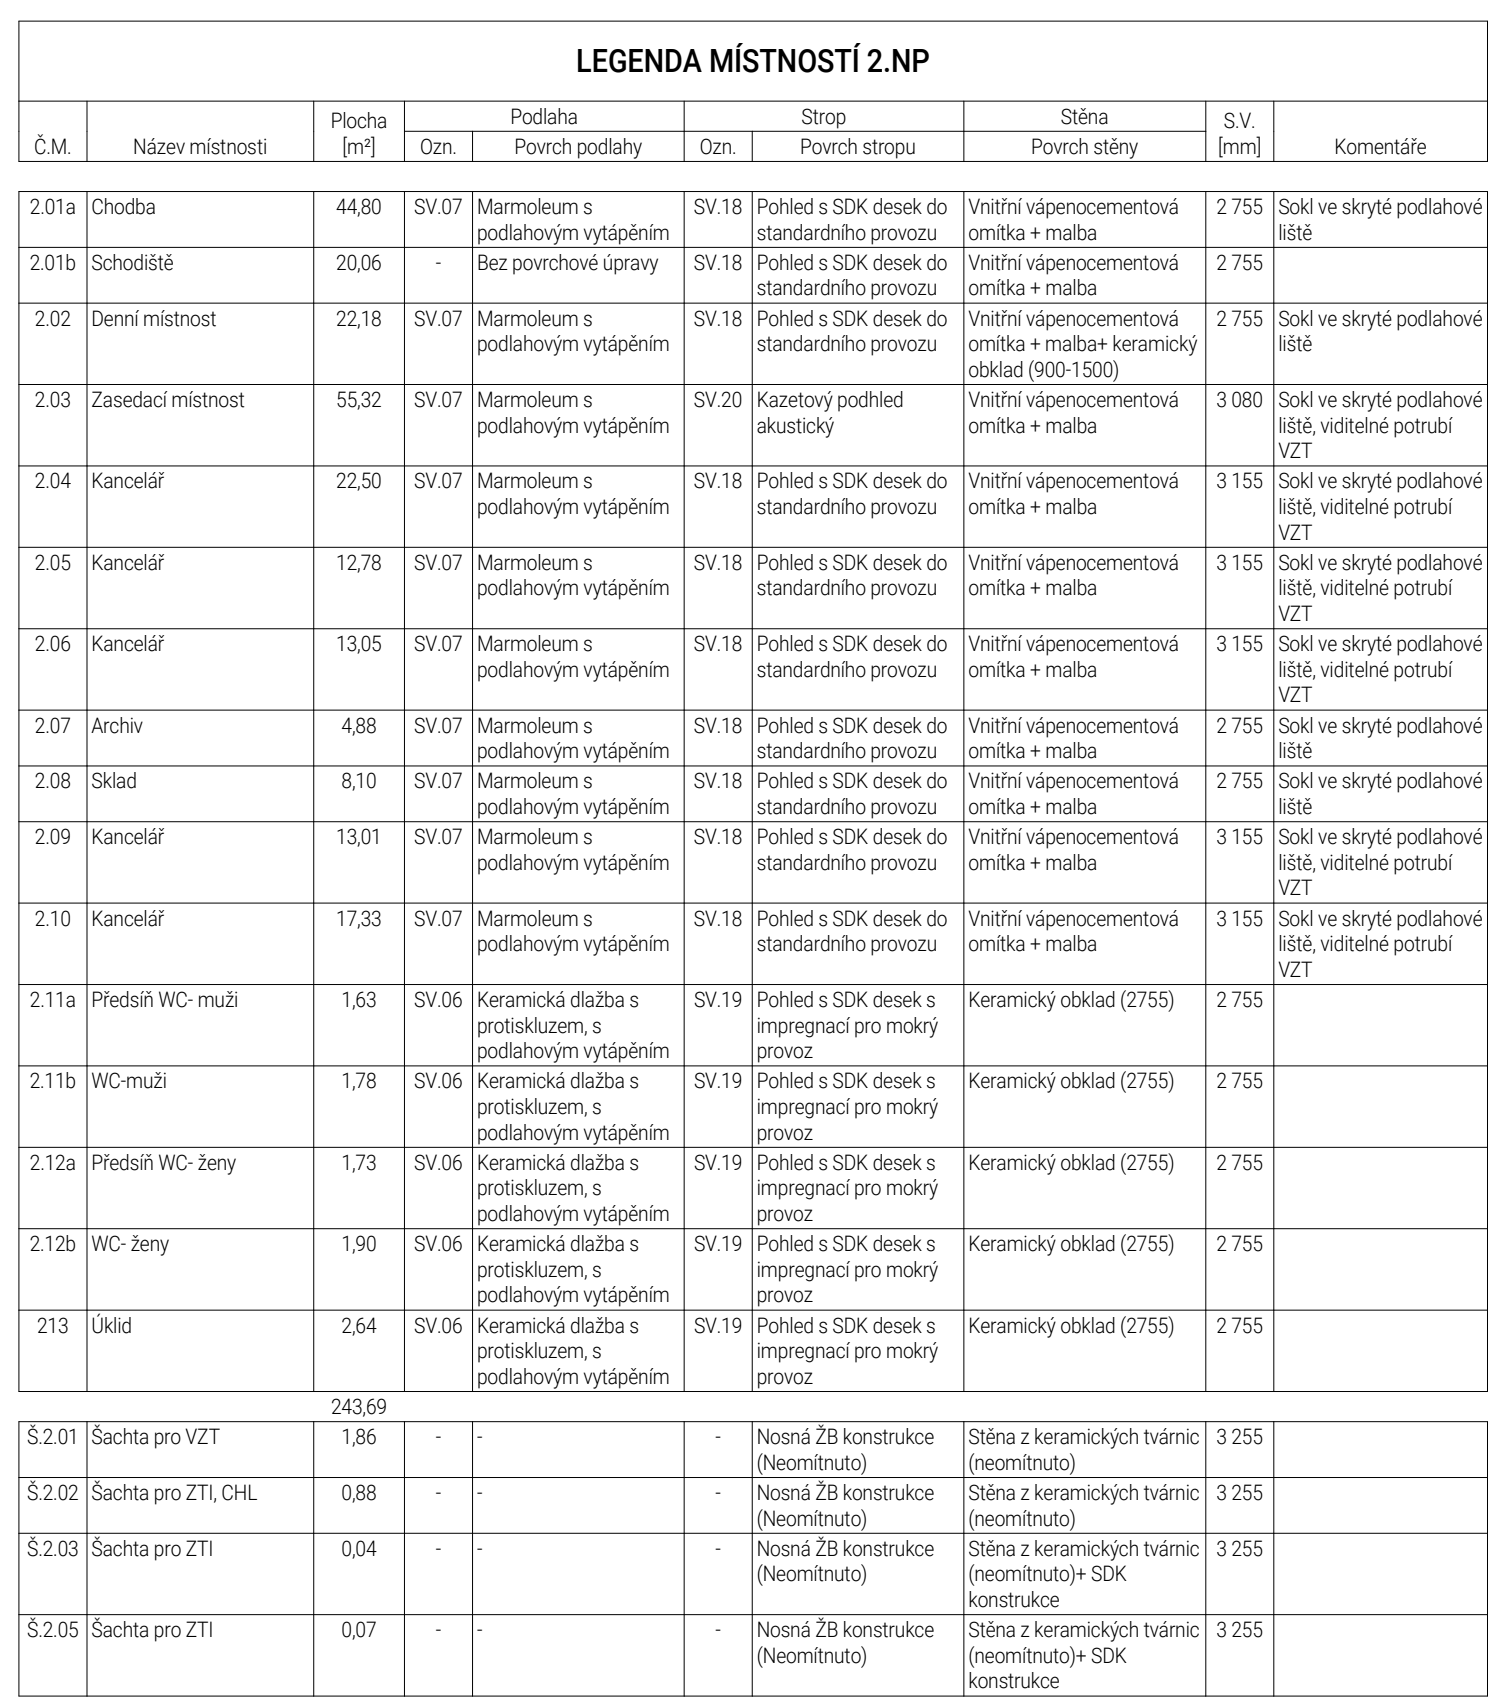 LEGENDA MÍSTNOSTÍ 2.NP
Č.M. Název místnosti Plocha [m²] Podlaha Strop Stěna S.V. [mm] Komentáře
Ozn. Povrch podlahy Ozn. Povrch stropu Povrch stěny
2.01a Chodba 44,80 SV.07 Marmoleum s SV.18 Pohled s SDK desek do Vnitřní vápenocementová 2 755 Sokl ve skryté podlahové
podlahovým vytápěním standardního provozu omítka + malba liště
2.01b Schodiště 20,06 - Bez povrchové úpravy SV.18 Pohled s SDK desek do Vnitřní vápenocementová 2 755
standardního provozu omítka + malba
2.02 Denní místnost 22,18 SV.07 Marmoleum s SV.18 Pohled s SDK desek do Vnitřní vápenocementová 2 755 Sokl ve skryté podlahové
podlahovým vytápěním standardního provozu omítka + malba+ keramický liště
obklad (900-1500)
2.03 Zasedací místnost 55,32 SV.07 Marmoleum s SV.20 Kazetový podhled Vnitřní vápenocementová 3 080 Sokl ve skryté podlahové
podlahovým vytápěním akustický omítka + malba liště, viditelné potrubí
VZT
2.04 Kancelář 22,50 SV.07 Marmoleum s SV.18 Pohled s SDK desek do Vnitřní vápenocementová 3 155 Sokl ve skryté podlahové
podlahovým vytápěním standardního provozu omítka + malba liště, viditelné potrubí
VZT
2.05 Kancelář 12,78 SV.07 Marmoleum s SV.18 Pohled s SDK desek do Vnitřní vápenocementová 3 155 Sokl ve skryté podlahové
podlahovým vytápěním standardního provozu omítka + malba liště, viditelné potrubí
VZT
2.06 Kancelář 13,05 SV.07 Marmoleum s SV.18 Pohled s SDK desek do Vnitřní vápenocementová 3 155 Sokl ve skryté podlahové
podlahovým vytápěním standardního provozu omítka + malba liště, viditelné potrubí
VZT
2.07 Archiv 4,88 SV.07 Marmoleum s SV.18 Pohled s SDK desek do Vnitřní vápenocementová 2 755 Sokl ve skryté podlahové
podlahovým vytápěním standardního provozu omítka + malba liště
2.08 Sklad 8,10 SV.07 Marmoleum s SV.18 Pohled s SDK desek do Vnitřní vápenocementová 2 755 Sokl ve skryté podlahové
podlahovým vytápěním standardního provozu omítka + malba liště
2.09 Kancelář 13,01 SV.07 Marmoleum s SV.18 Pohled s SDK desek do Vnitřní vápenocementová 3 155 Sokl ve skryté podlahové
podlahovým vytápěním standardního provozu omítka + malba liště, viditelné potrubí
VZT
2.10 Kancelář 17,33 SV.07 Marmoleum s SV.18 Pohled s SDK desek do Vnitřní vápenocementová 3 155 Sokl ve skryté podlahové
podlahovým vytápěním standardního provozu omítka + malba liště, viditelné potrubí
VZT
2.11a Předsíň WC- muži 1,63 SV.06 Keramická dlažba s SV.19 Pohled s SDK desek s Keramický obklad (2755) 2 755
protiskluzem, s impregnací pro mokrý
podlahovým vytápěním provoz
2.11b WC-muži 1,78 SV.06 Keramická dlažba s SV.19 Pohled s SDK desek s Keramický obklad (2755) 2 755
protiskluzem, s impregnací pro mokrý
podlahovým vytápěním provoz
2.12a Předsíň WC- ženy 1,73 SV.06 Keramická dlažba s SV.19 Pohled s SDK desek s Keramický obklad (2755) 2 755
protiskluzem, s impregnací pro mokrý
podlahovým vytápěním provoz
2.12b WC- ženy 1,90 SV.06 Keramická dlažba s SV.19 Pohled s SDK desek s Keramický obklad (2755) 2 755
protiskluzem, s impregnací pro mokrý
podlahovým vytápěním provoz
213 Úklid 2,64 SV.06 Keramická dlažba s SV.19 Pohled s SDK desek s Keramický obklad (2755) 2 755
protiskluzem, s impregnací pro mokrý
podlahovým vytápěním provoz
243,69
Š.2.01 Šachta pro VZT 1,86 - - - Nosná ŽB konstrukce Stěna z keramických tvárnic 3 255
(Neomítnuto) (neomítnuto)
Š.2.02 Šachta pro ZTI, CHL 0,88 - - - Nosná ŽB konstrukce Stěna z keramických tvárnic 3 255
(Neomítnuto) (neomítnuto)
Š.2.03 Šachta pro ZTI 0,04 - - - Nosná ŽB konstrukce Stěna z keramických tvárnic 3 255
(Neomítnuto) (neomítnuto)+ SDK
konstrukce
Š.2.05 Šachta pro ZTI 0,07 - - - Nosná ŽB konstrukce Stěna z keramických tvárnic 3 255
(Neomítnuto) (neomítnuto)+ SDK
konstrukce